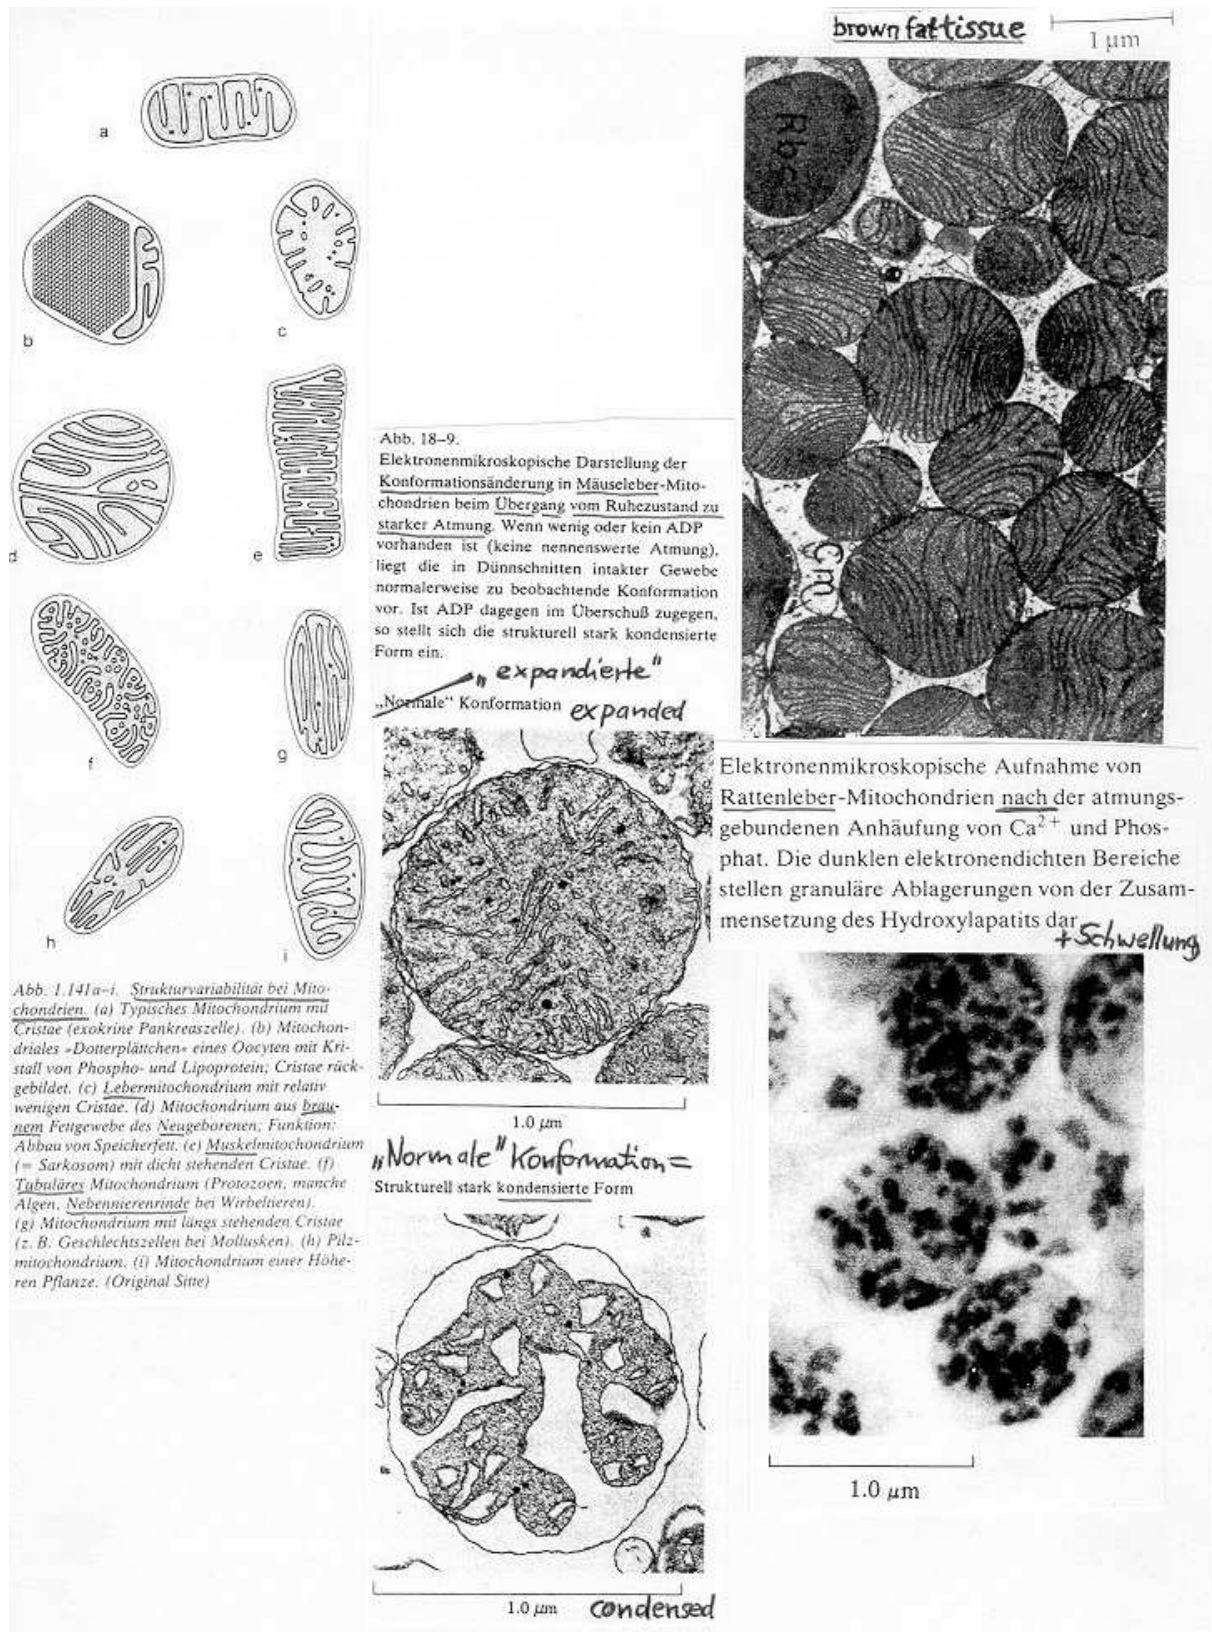 brown fat tissue
1 µm
Rbc
Cm
a
b
c
d
e
f
g
h
i
Abb. 1.141a–i. Strukturvariabilität bei Mito-
chondrien. (a) Typisches Mitochondrium mit
Cristae (exokrine Pankreaszelle). (b) Mitochon-
driales »Dotterplättchen« eines Oocyten mit Kri-
stall von Phospho- und Lipoprotein; Cristae rück-
gebildet. (c) Lebermitochondrium mit relativ
wenigen Cristae. (d) Mitochondrium aus brau-
nem Fettgewebe des Neugeborenen; Funktion:
Abbau von Speicherfett. (e) Muskelmitochondrium
(= Sarkosom) mit dicht stehenden Cristae. (f)
Tubuläres Mitochondrium (Protozoen, manche
Algen, Nebennierenrinde bei Wirbeltieren).
(g) Mitochondrium mit längs stehenden Cristae
(z. B. Geschlechtszellen bei Mollusken). (h) Pilz-
mitochondrium. (i) Mitochondrium einer Höhe-
ren Pflanze. (Original Sitte)
Abb. 18–9.
Elektronenmikroskopische Darstellung der
Konformationsänderung in Mäuseleber-Mito-
chondrien beim Übergang vom Ruhezustand zu
starker Atmung. Wenn wenig oder kein ADP
vorhanden ist (keine nennenswerte Atmung),
liegt die in Dünnschnitten intakter Gewebe
normalerweise zu beobachtende Konformation
vor. Ist ADP dagegen im Überschuß zugegen,
so stellt sich die strukturell stark kondensierte
Form ein.
„expandierte"
„Normale" Konformation expanded
1.0 µm
„Normale" Konformation =
Strukturell stark kondensierte Form
1.0 µm condensed
Elektronenmikroskopische Aufnahme von
Rattenleber-Mitochondrien nach der atmungs-
gebundenen Anhäufung von Ca²⁺ und Phos-
phat. Die dunklen elektronendichten Bereiche
stellen granuläre Ablagerungen von der Zusam-
mensetzung des Hydroxylapatits dar
+ Schwellung
1.0 µm